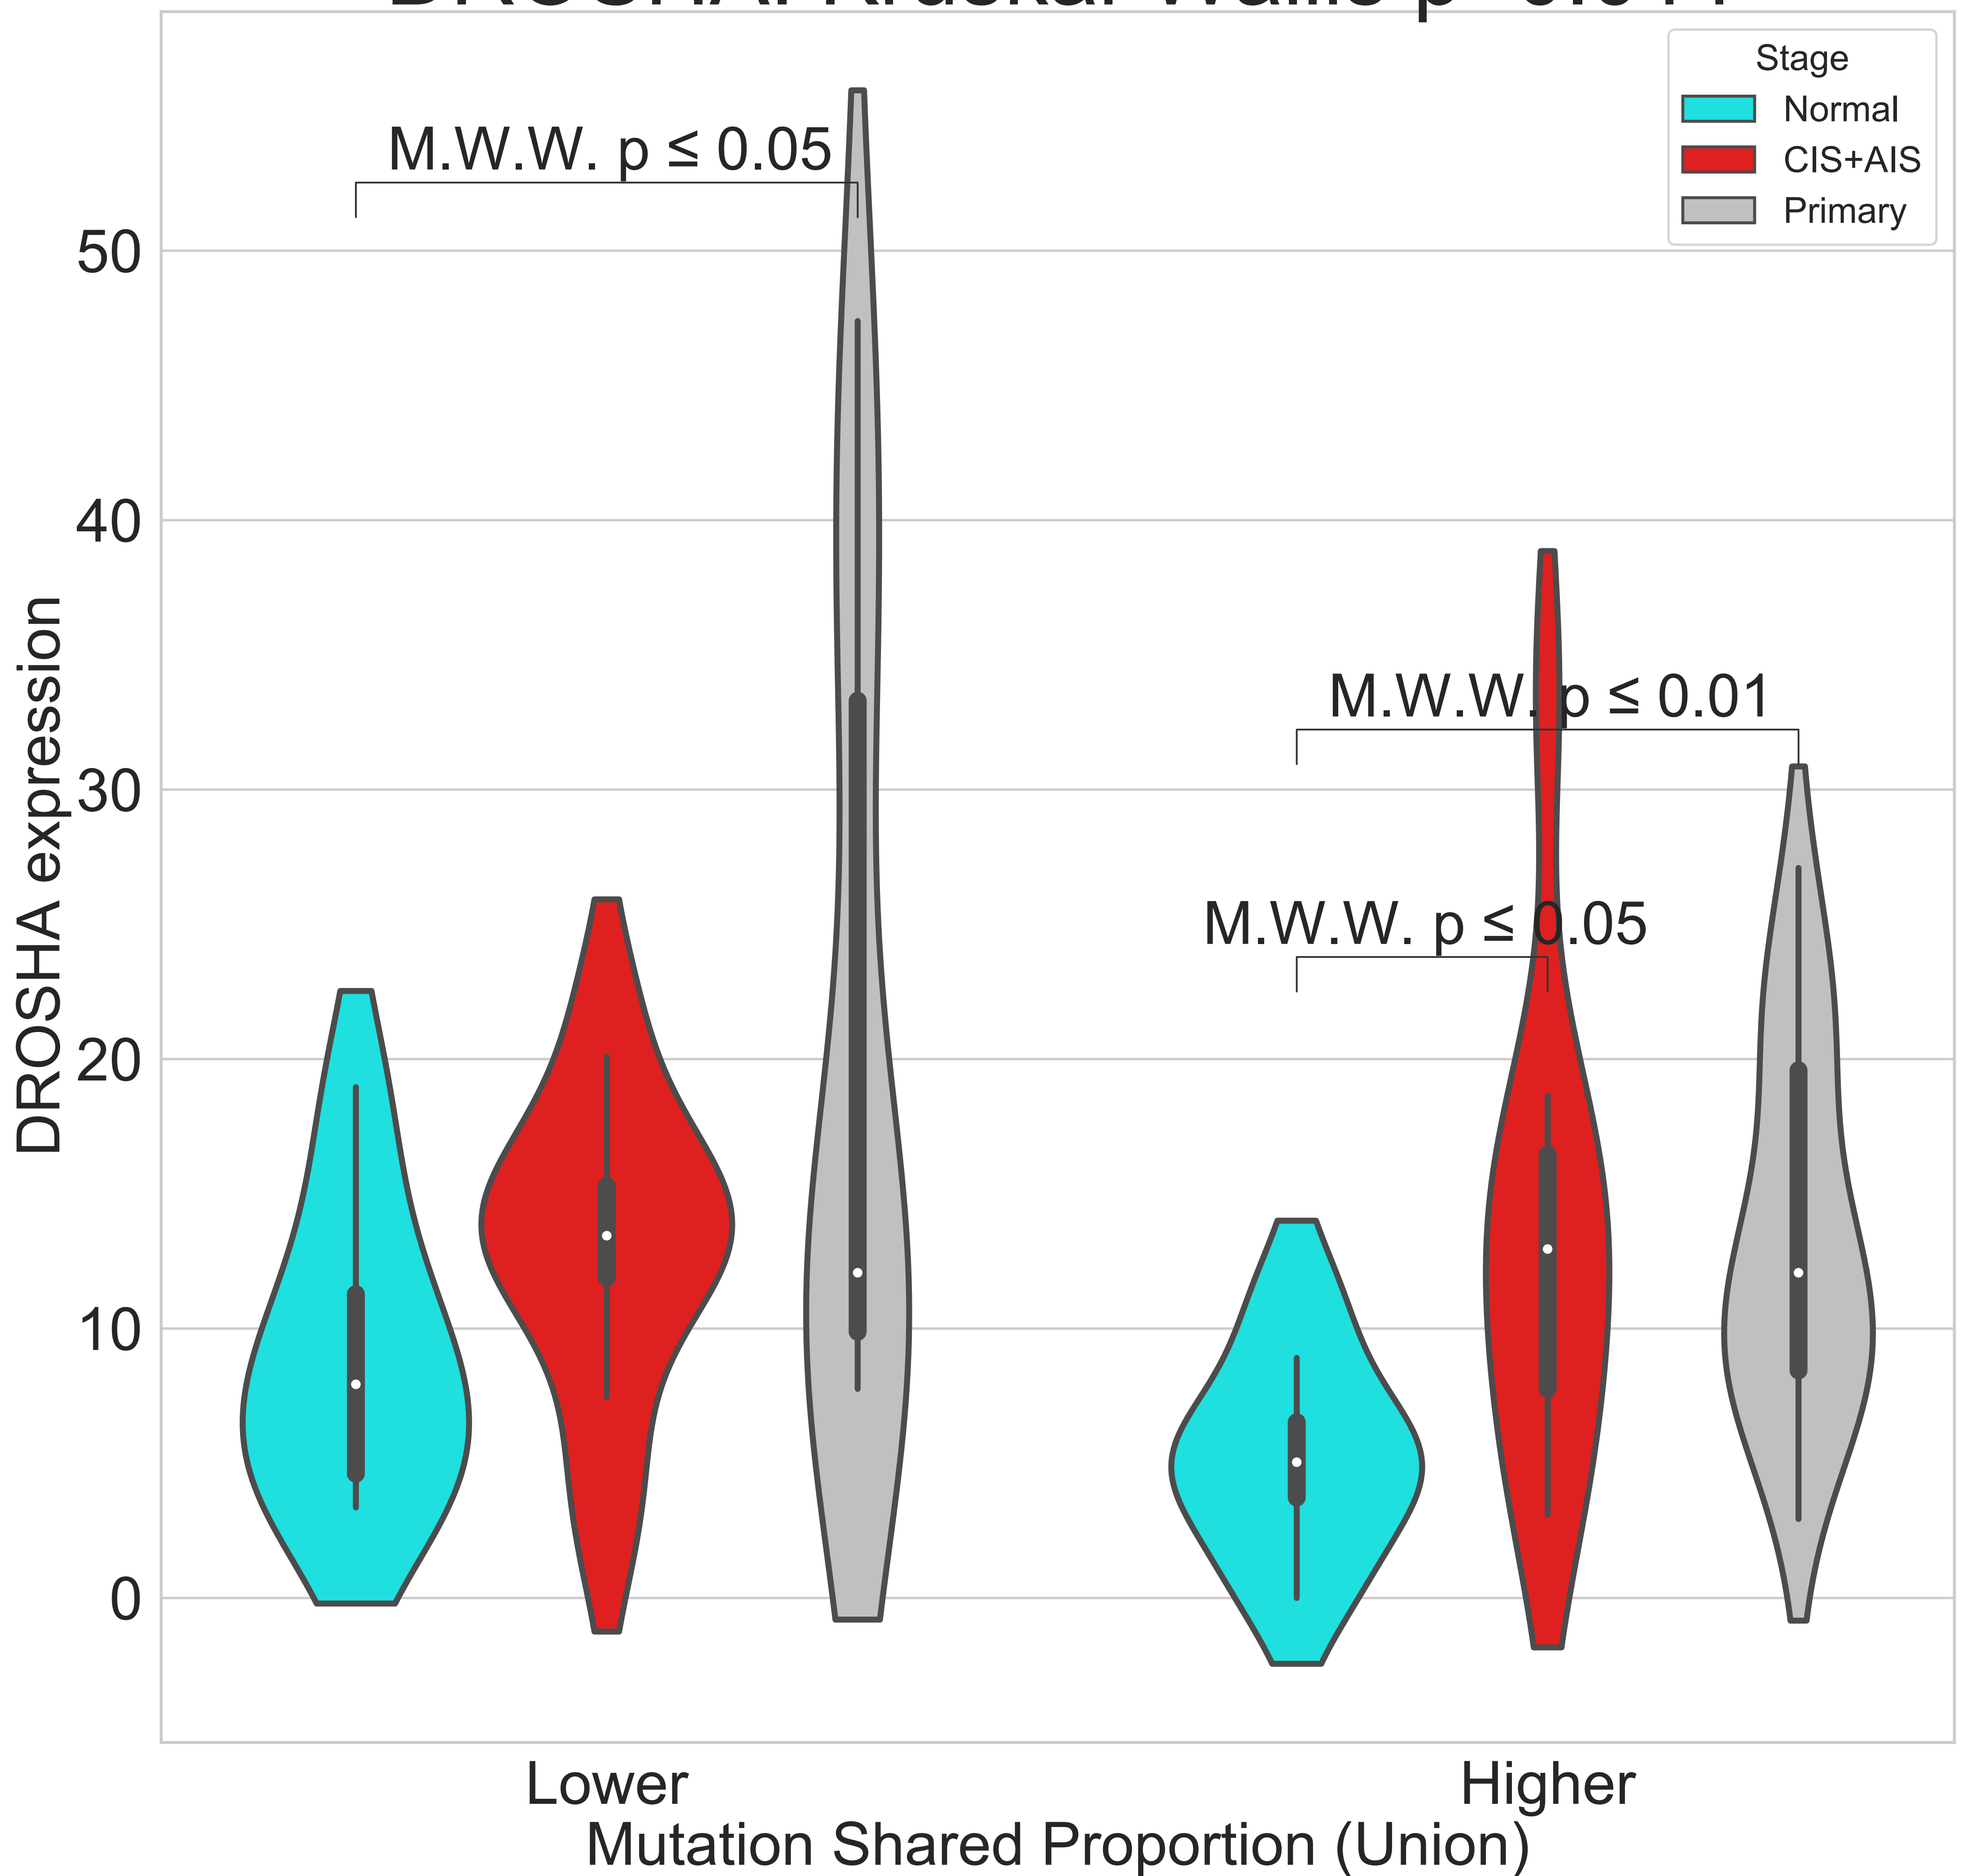 Stage
Normal
CIS+AIS
Primary
M.W.W. p ≤ 0.05
M.W.W. p ≤ 0.01
M.W.W. p ≤ 0.05
50
40
30
20
10
0
DROSHA expression
Lower
Higher
Mutation Shared Proportion (Union)